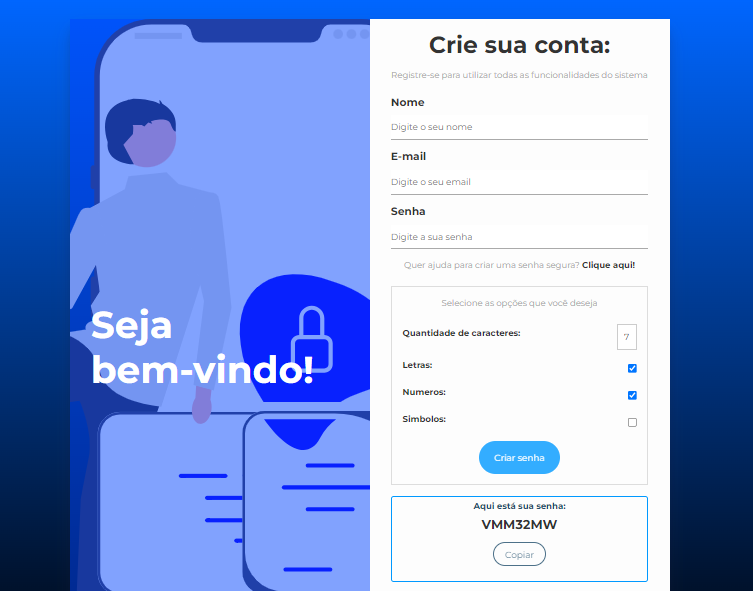 Seja
bem-vindo!
Crie sua conta:
Registre-se para utilizar todas as funcionalidades do sistema
Nome
Digite o seu nome
E-mail
Digite o seu email
Senha
Digite a sua senha
Quer ajuda para criar uma senha segura? Clique aqui!
Selecione as opções que você deseja
Quantidade de caracteres: 7
Letras:
Numeros:
Simbolos:
Criar senha
Aqui está sua senha:
VMM32MW
Copiar